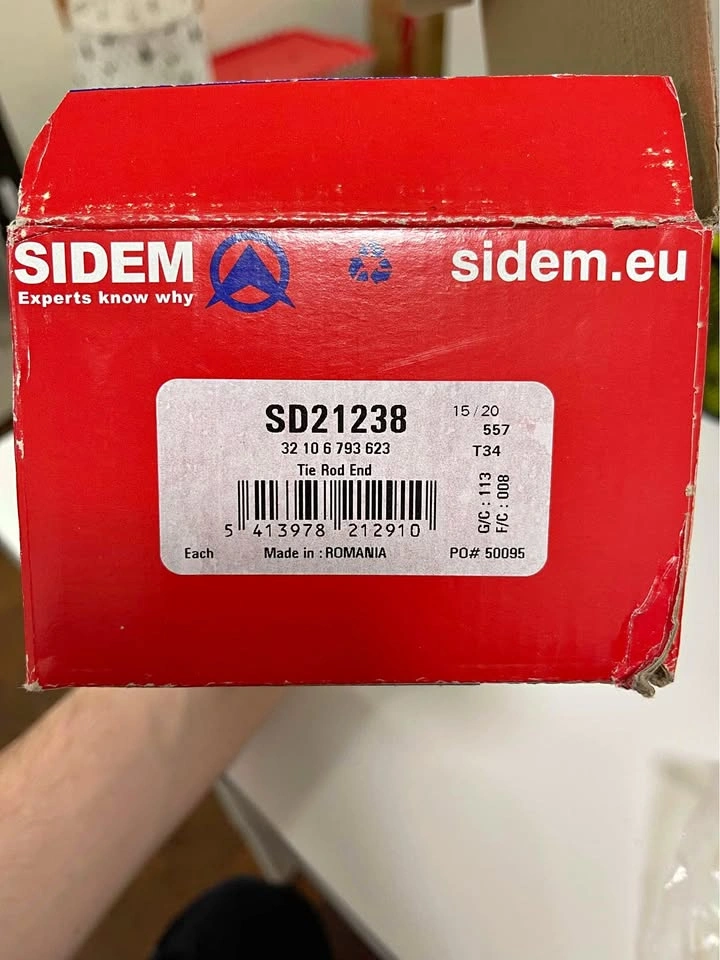 SIDEM
Experts know why
sidem.eu
SD21238
15 / 20
557
32 10 6 793 623
T34
Tie Rod End
G/C : 113
F/C : 008
5 413978 212910
Each
Made in : ROMANIA
PO# 50095